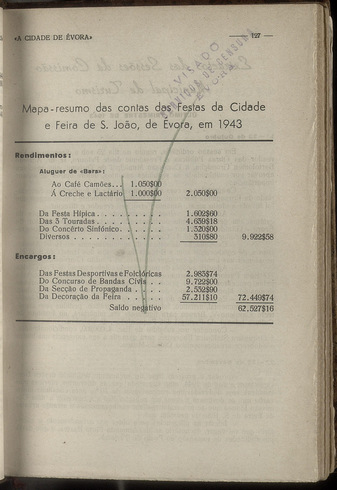 «A CIDADE DE ÉVORA»
127
VISADO
Mapa-resumo das contas das Festas da Cidade
e Feira de S. João, de Évora, em 1943
Rendimentos:
Aluguer de «Bars»:
Ao Café Camões... 1.050$00
Á Creche e Lactário 1.000$00 2.050$00
Da Festa Hípica . . . . . . . . . 1.602$60
Das 3 Touradas . . . . . . . . . 4.639$18
Do Concêrto Sinfónico . . . . . . 1.320$00
Diversos . . . . . . . . . . . 310$80 9.922$58
Encargos:
Das Festas Desportivas e Folclóricas 2.983$74
Do Concurso de Bandas Civís . . 9.722$00
Da Secção de Propaganda . . . . 2.532$90
Da Decoração da Feira . . . . . 57.211$10 72.449$74
Saldo negativo 62.527$16